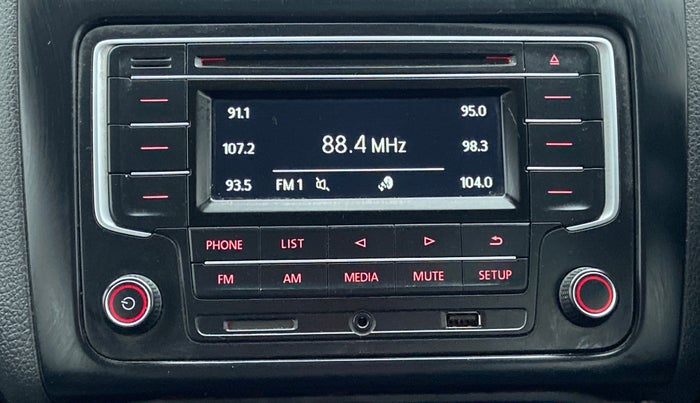 91.1 95.0
107.2 88.4 MHz 98.3
93.5 FM 1 104.0
PHONE LIST
FM AM MEDIA MUTE SETUP